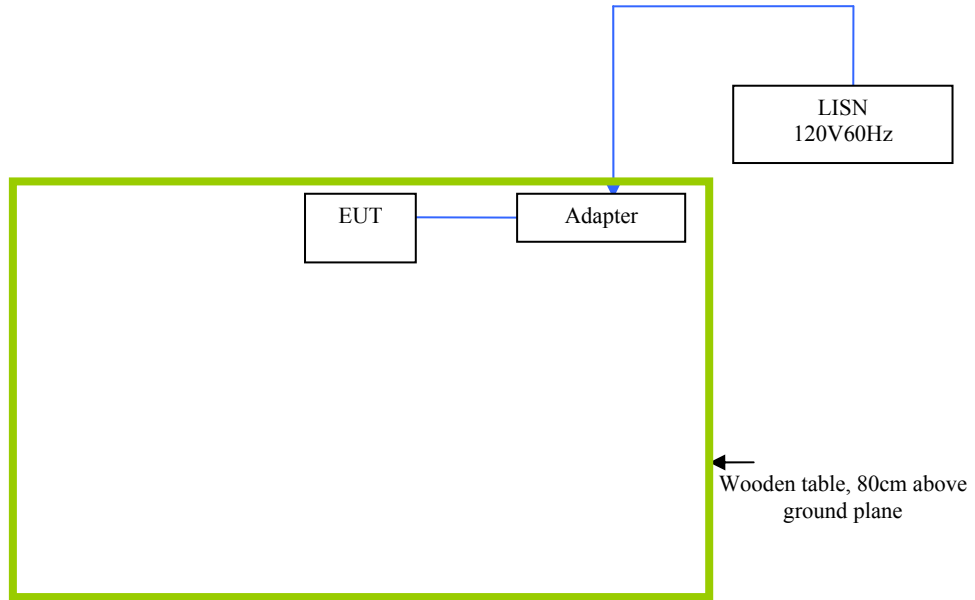 LISN
120V60Hz
EUT
Adapter
Wooden table, 80cm above
ground plane